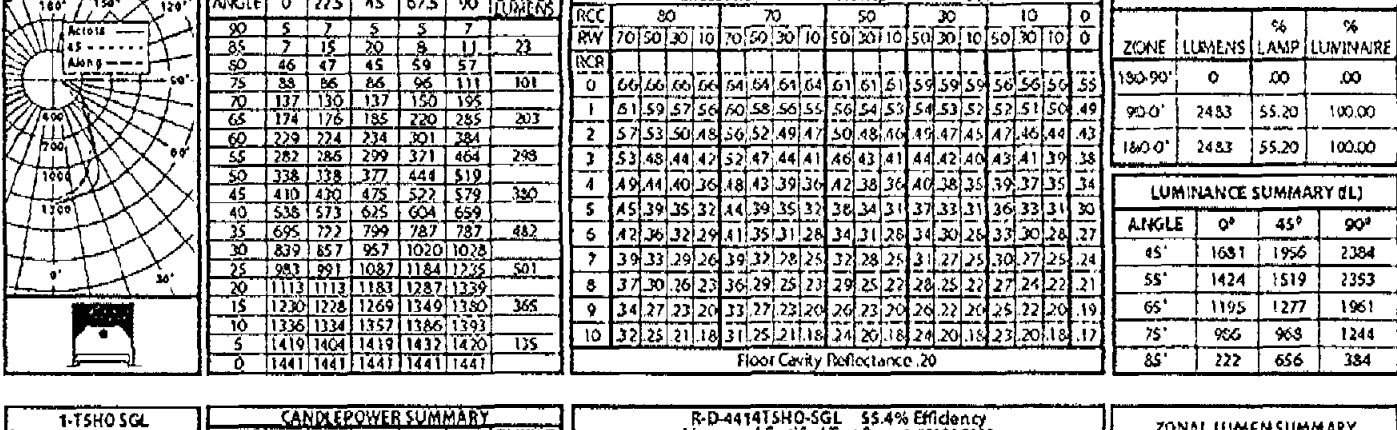 180° 150° 120°
Across
45
Along
90°
400
700
60°
1000
1300
0° 30°
ANGLE 0 22.5 45 67.5 90 LUMENS
90 5 7 5 5 7
85 7 15 20 8 11 23
80 46 47 45 59 57
75 88 86 86 96 111 101
70 137 130 137 150 195
65 174 176 185 220 285 203
60 229 224 234 301 384
55 282 286 299 371 464 298
50 338 338 377 444 519
45 410 430 475 522 579 380
40 538 573 625 604 659
35 695 722 799 787 787 482
30 839 857 957 1020 1028
25 983 991 1087 1184 1235 501
20 1113 1113 1183 1287 1339
15 1230 1228 1269 1349 1380 365
10 1336 1334 1357 1386 1393
5 1419 1404 1419 1432 1420 135
0 1441 1441 1441 1441 1441
RCC 80 70 50 30 10 0
RW 70 50 30 10 70 50 30 10 50 30 10 50 30 10 50 30 10 0
RCR
0 .66 .66 .66 .66 .64 .64 .64 .64 .61 .61 .61 .59 .59 .59 .56 .56 .56 .55
1 .61 .59 .57 .56 .60 .58 .56 .55 .56 .54 .53 .54 .53 .52 .52 .51 .50 .49
2 .57 .53 .50 .48 .56 .52 .49 .47 .50 .48 .46 .49 .47 .45 .47 .46 .44 .43
3 .53 .48 .44 .42 .52 .47 .44 .41 .46 .43 .41 .44 .42 .40 .43 .41 .39 .38
4 .49 .44 .40 .36 .48 .43 .39 .36 .42 .38 .36 .40 .38 .35 .39 .37 .35 .34
5 .45 .39 .35 .32 .44 .39 .35 .32 .38 .34 .31 .37 .33 .31 .36 .33 .31 .30
6 .42 .36 .32 .29 .41 .35 .31 .28 .34 .31 .28 .34 .30 .28 .33 .30 .28 .27
7 .39 .33 .29 .26 .39 .32 .28 .25 .32 .28 .25 .31 .27 .25 .30 .27 .25 .24
8 .37 .30 .26 .23 .36 .29 .25 .23 .29 .25 .22 .28 .25 .22 .27 .24 .22 .21
9 .34 .27 .23 .20 .33 .27 .23 .20 .26 .23 .20 .26 .22 .20 .25 .22 .20 .19
10 .32 .25 .21 .18 .31 .25 .21 .18 .24 .20 .18 .24 .20 .18 .23 .20 .18 .17
Floor Cavity Reflectance .20
ZONE LUMENS % LAMP % LUMINAIRE
180-90° 0 .00 .00
90-0° 2483 55.20 100.00
180-0° 2483 55.20 100.00
LUMINANCE SUMMARY (fL)
ANGLE 0° 45° 90°
45° 1681 1956 2384
55° 1424 1519 2353
65° 1195 1277 1961
75° 986 968 1244
85° 222 656 384
1-T5HO SGL
CANDLEPOWER SUMMARY
R-D-4414T5HO-SGL 55.4% Efficiency
ZONAL LUMEN SUMMARY